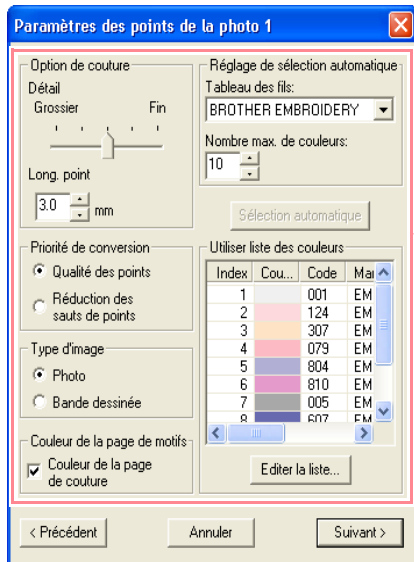 Paramètres des points de la photo 1
Option de couture
Détail
Grossier Fin
Long. point
3.0 mm
Priorité de conversion
Qualité des points
Réduction des
sauts de points
Type d'image
Photo
Bande dessinée
Couleur de la page de motifs
Couleur de la page
de couture
Réglage de sélection automatique
Tableau des fils:
BROTHER EMBROIDERY
Nombre max. de couleurs:
10
Sélection automatique
Utiliser liste des couleurs
Index Cou... Code Mar
1 001 EM
2 124 EM
3 307 EM
4 079 EM
5 804 EM
6 810 EM
7 005 EM
8 607 EM
Editer la liste...
< Précédent
Annuler
Suivant >